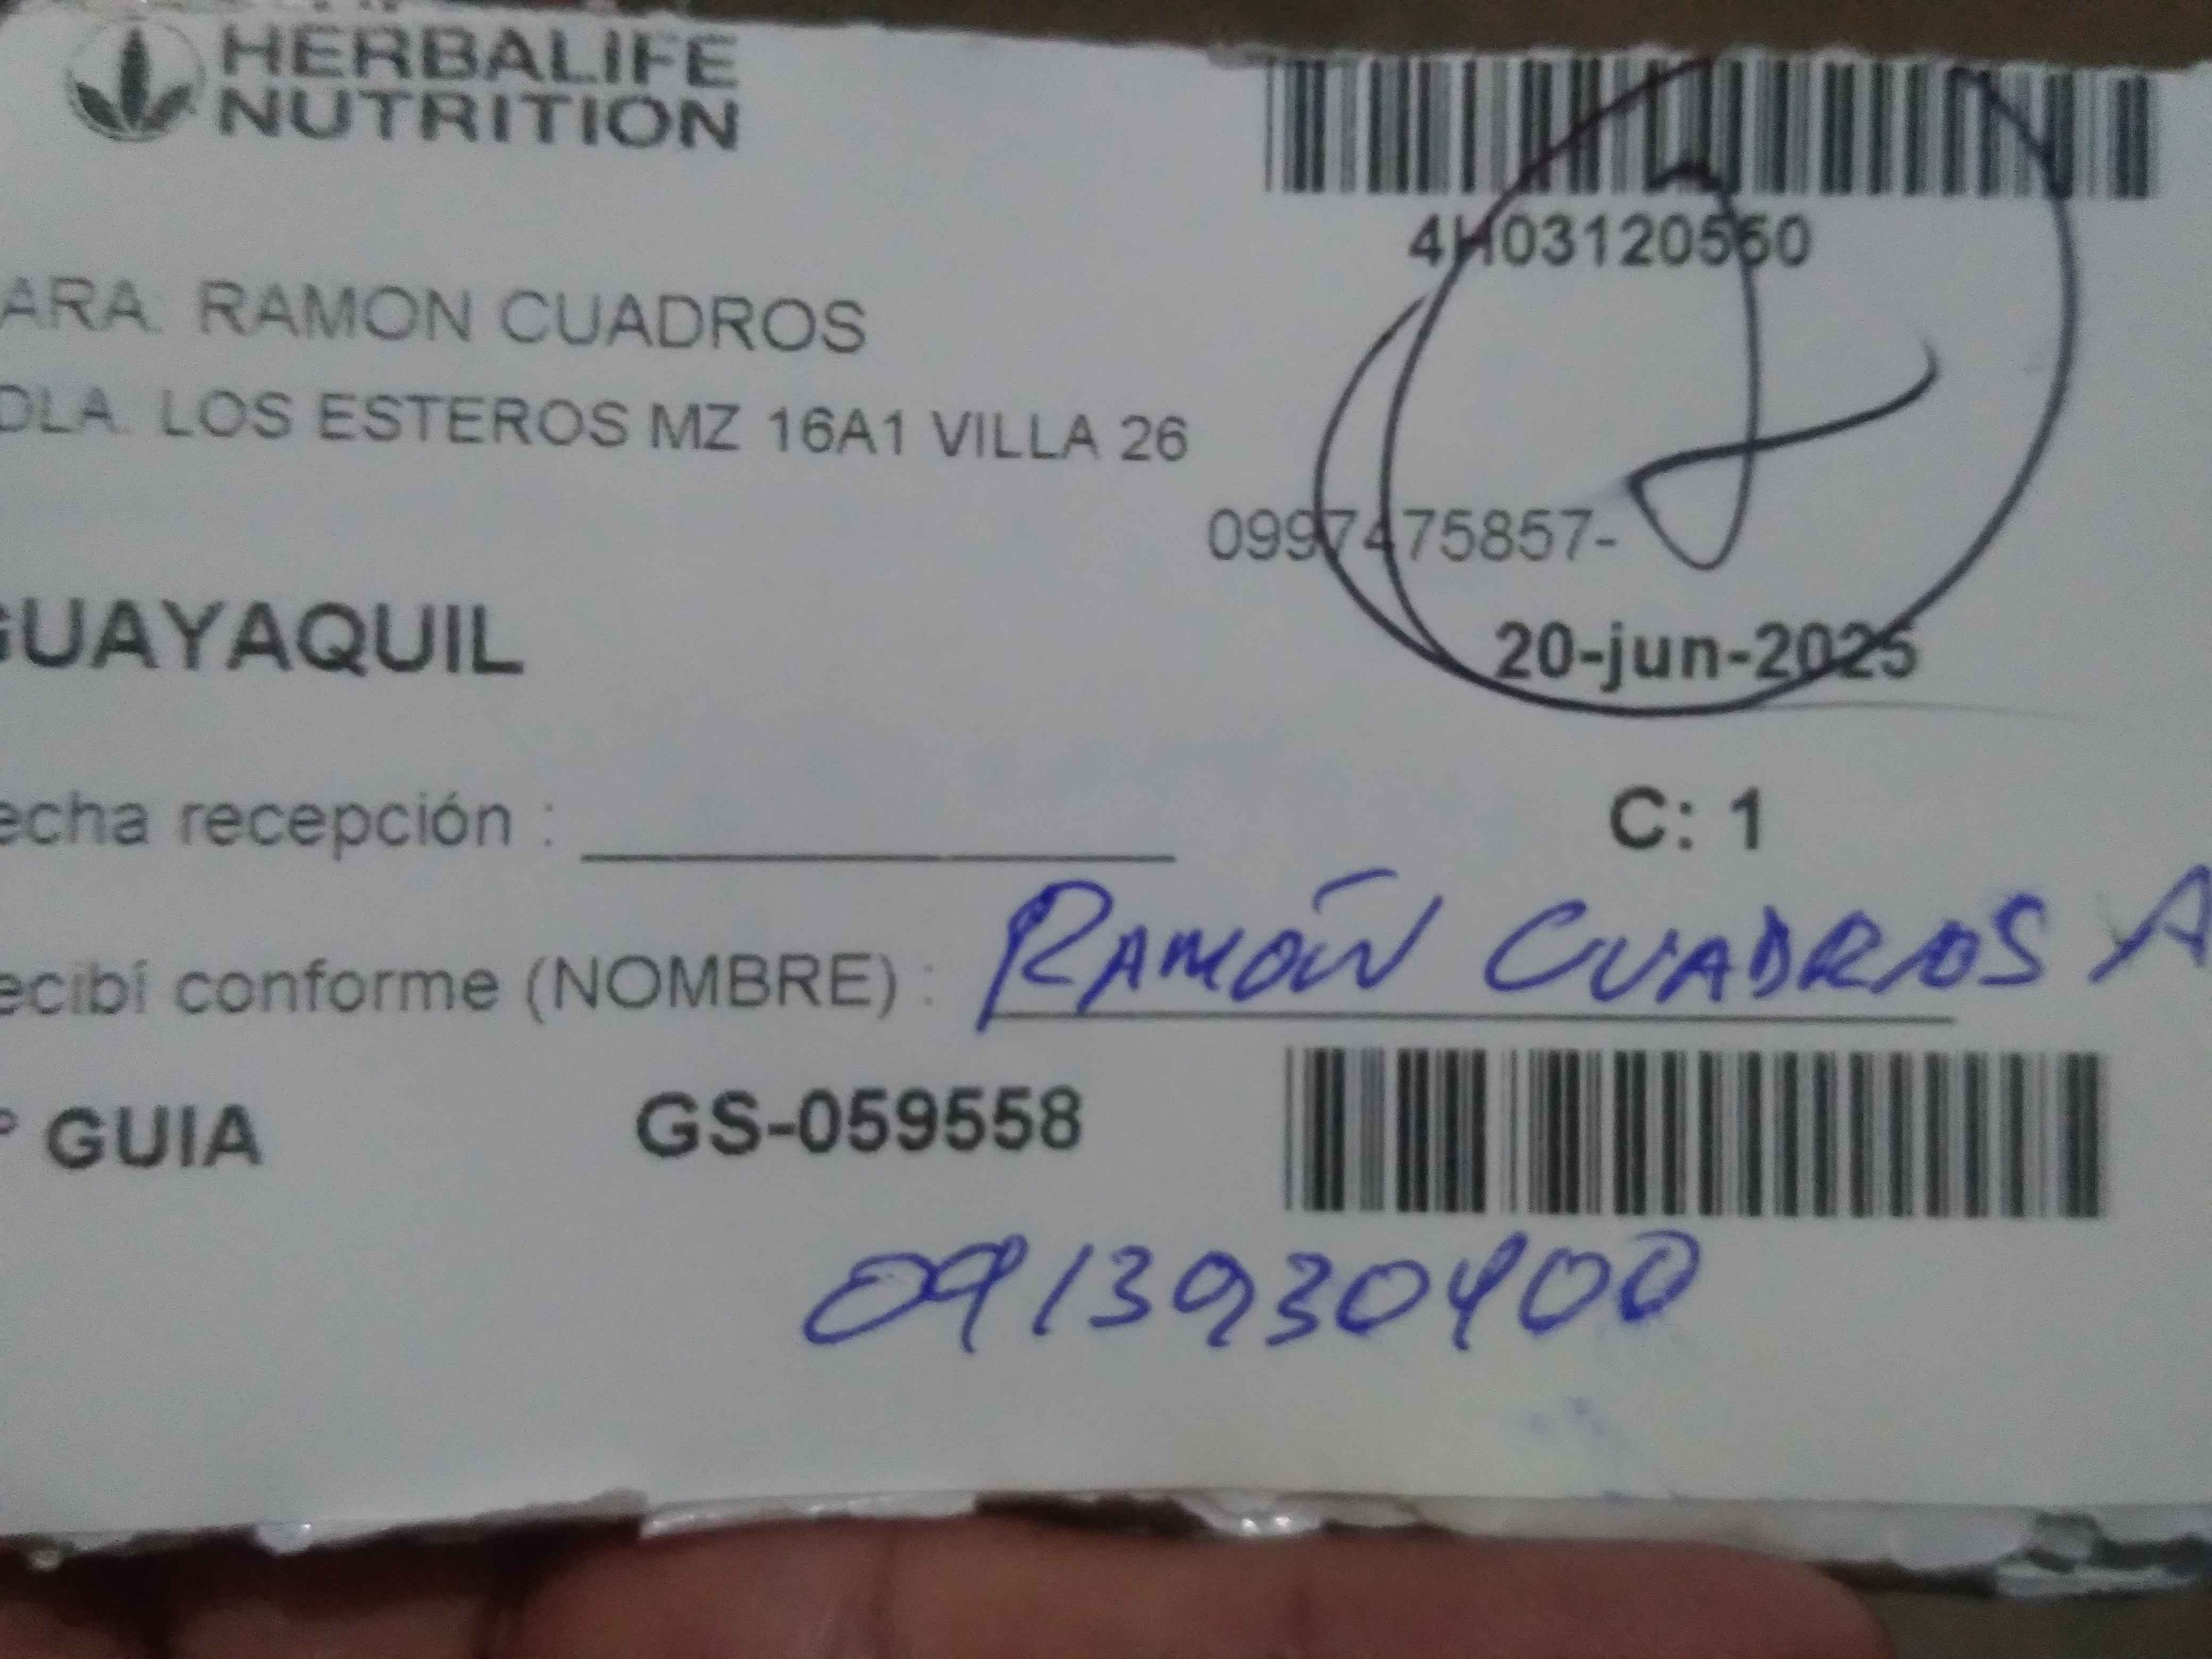 HERBALIFE
NUTRITION
4H03120560
ARA. RAMON CUADROS
DLA. LOS ESTEROS MZ 16A1 VILLA 26
0997475857-
GUAYAQUIL
20-jun-2025
echa recepción :
C: 1
ecibí conforme (NOMBRE) : RAMÓN CUADROS A
° GUIA GS-059558
0913930400